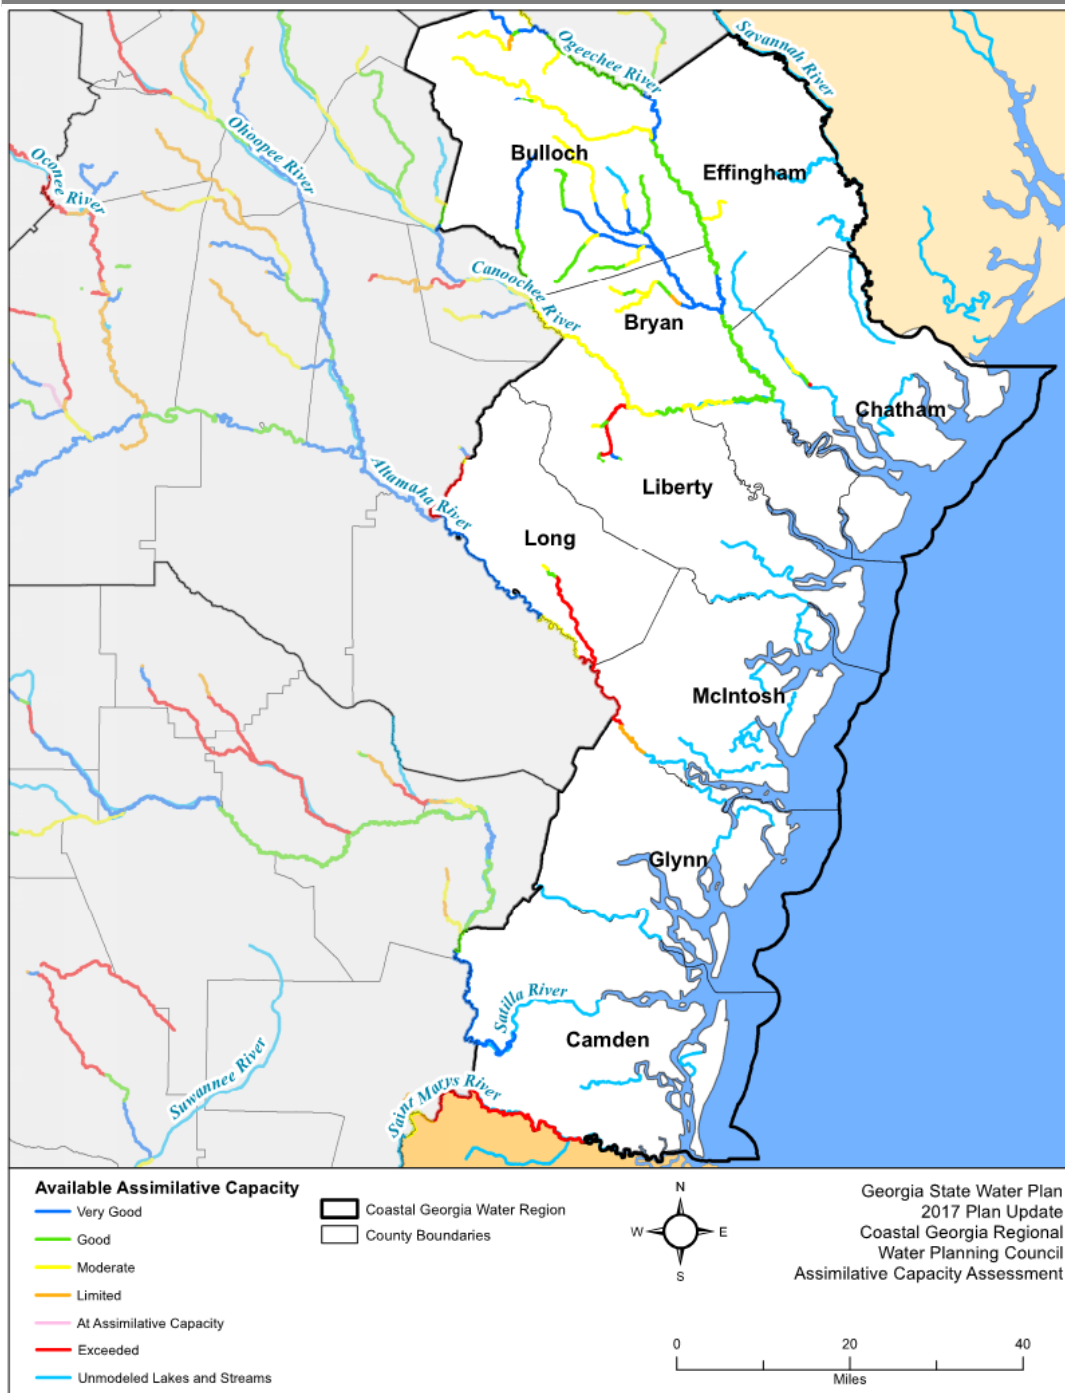 Savannah River
Ogeechee River
Ohoopee River
Bulloch
Effingham
Oconee River
Canoochee River
Bryan
Chatham
Altamaha River
Liberty
Long
McIntosh
Glynn
Satilla River
Camden
Suwannee River
Saint Marys River
Available Assimilative Capacity
Very Good
Good
Moderate
Limited
At Assimilative Capacity
Exceeded
Unmodeled Lakes and Streams
Coastal Georgia Water Region
County Boundaries
N
W E
S
Georgia State Water Plan
2017 Plan Update
Coastal Georgia Regional
Water Planning Council
Assimilative Capacity Assessment
0 20 40
Miles